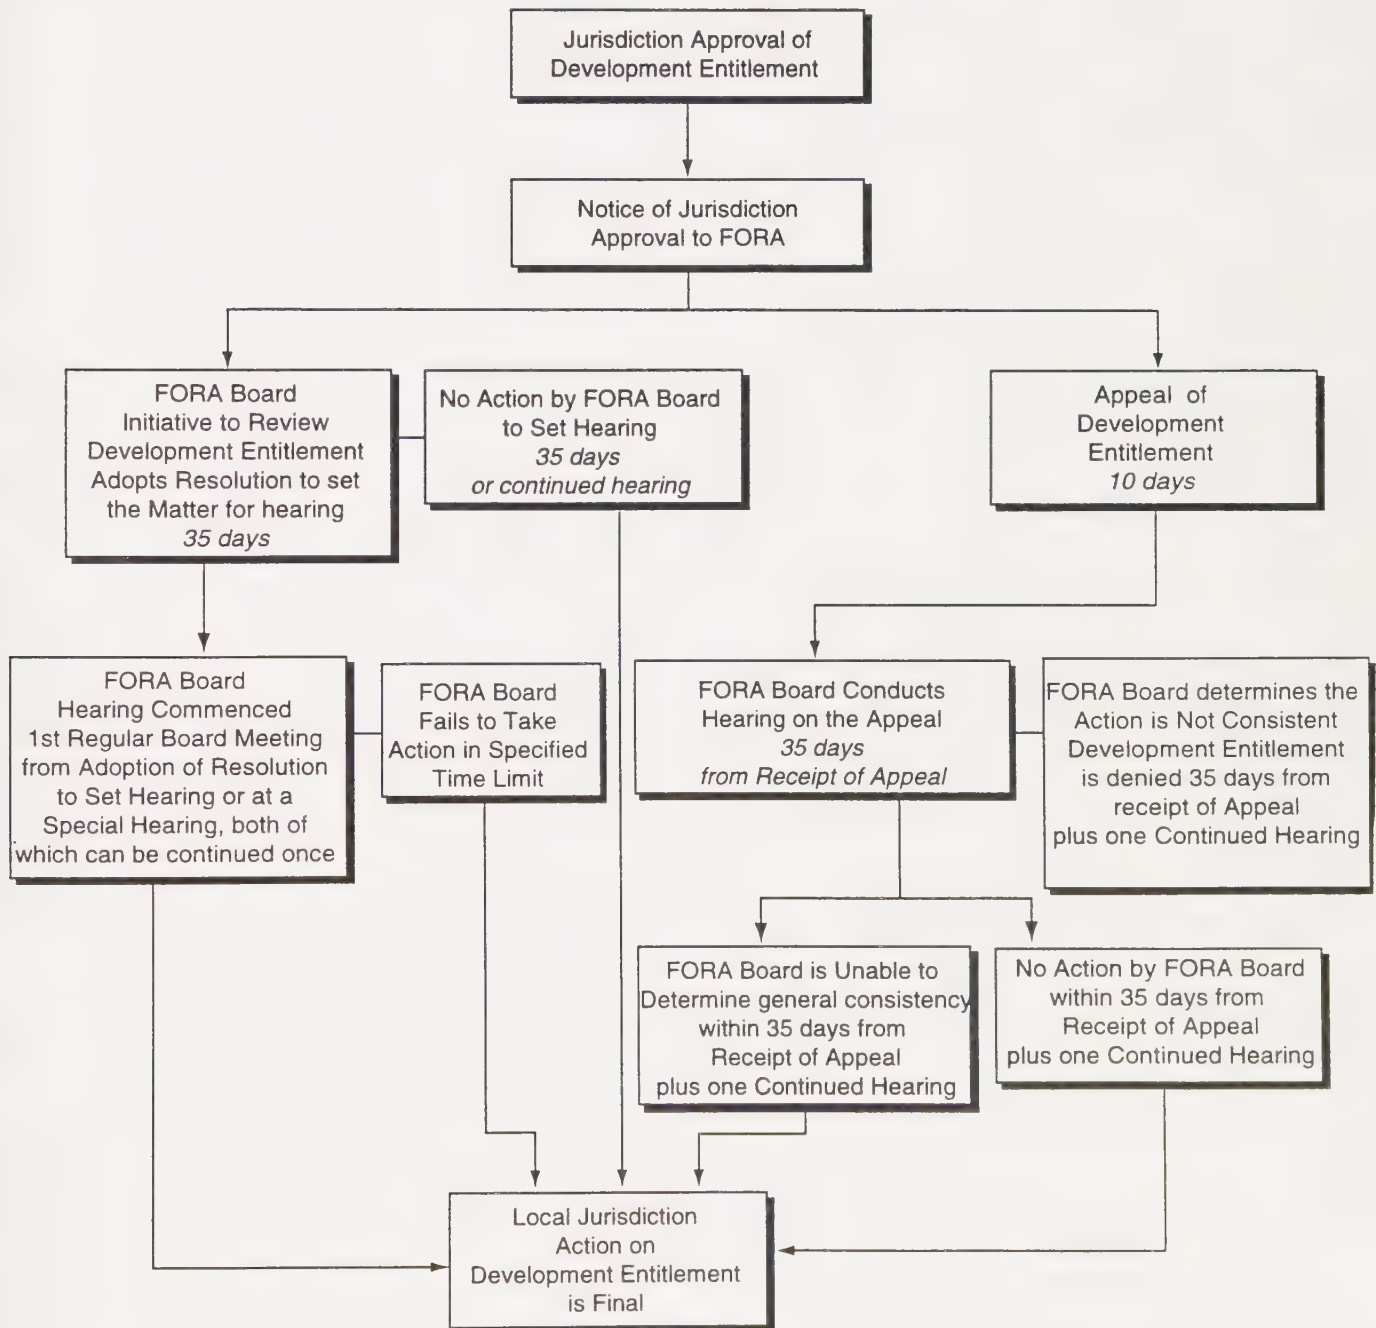 Jurisdiction Approval of
Development Entitlement
Notice of Jurisdiction
Approval to FORA
FORA Board
Initiative to Review
Development Entitlement
Adopts Resolution to set
the Matter for hearing
35 days
No Action by FORA Board
to Set Hearing
35 days
or continued hearing
Appeal of
Development
Entitlement
10 days
FORA Board
Hearing Commenced
1st Regular Board Meeting
from Adoption of Resolution
to Set Hearing or at a
Special Hearing, both of
which can be continued once
FORA Board
Fails to Take
Action in Specified
Time Limit
FORA Board Conducts
Hearing on the Appeal
35 days
from Receipt of Appeal
FORA Board determines the
Action is Not Consistent
Development Entitlement
is denied 35 days from
receipt of Appeal
plus one Continued Hearing
FORA Board is Unable to
Determine general consistency
within 35 days from
Receipt of Appeal
plus one Continued Hearing
No Action by FORA Board
within 35 days from
Receipt of Appeal
plus one Continued Hearing
Local Jurisdiction
Action on
Development Entitlement
is Final